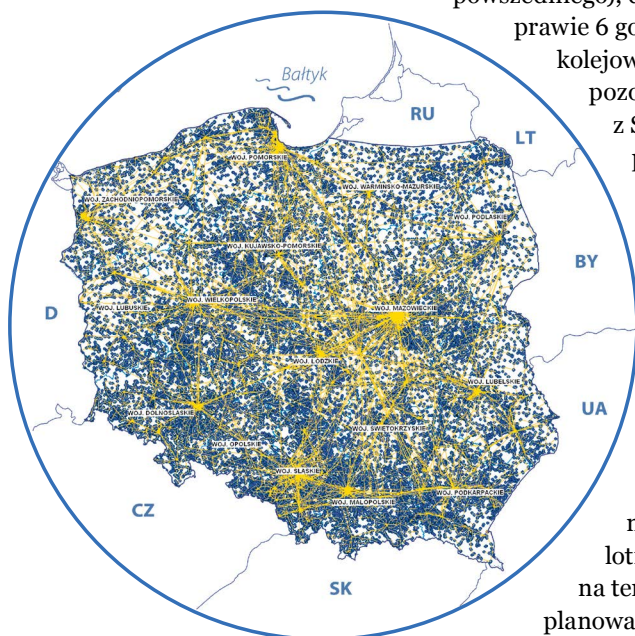 powszedniego), 
prawie 6 go
kolejow
pozo
z S
Bałtyk
RU
LT
WOJ. POMORSKIE
WOJ. WARMIŃSKO-MAZURSKIE
WOJ. ZACHODNIOPOMORSKIE
WOJ. PODLASKIE
WOJ. KUJAWSKO-POMORSKIE
BY
D
WOJ. LUBUSKIE
WOJ. WIELKOPOLSKIE
WOJ. MAZOWIECKIE
WOJ. ŁÓDZKIE
WOJ. LUBELSKIE
UA
WOJ. DOLNOŚLĄSKIE
WOJ. ŚWIĘTOKRZYSKIE
WOJ. OPOLSKIE
WOJ. ŚLĄSKIE
WOJ. PODKARPACKIE
WOJ. MAŁOPOLSKIE
CZ
SK
lot
na ter
planowa